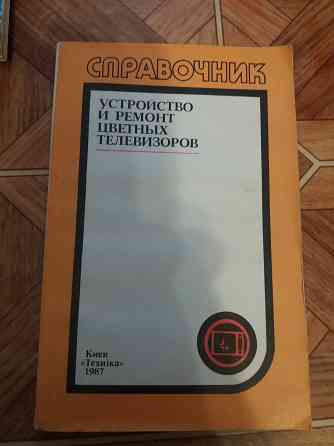 СПРАВОЧНИК
УСТРОЙСТВО
И РЕМОНТ
ЦВЕТНЫХ
ТЕЛЕВИЗОРОВ
Киев
«Техніка»
1987